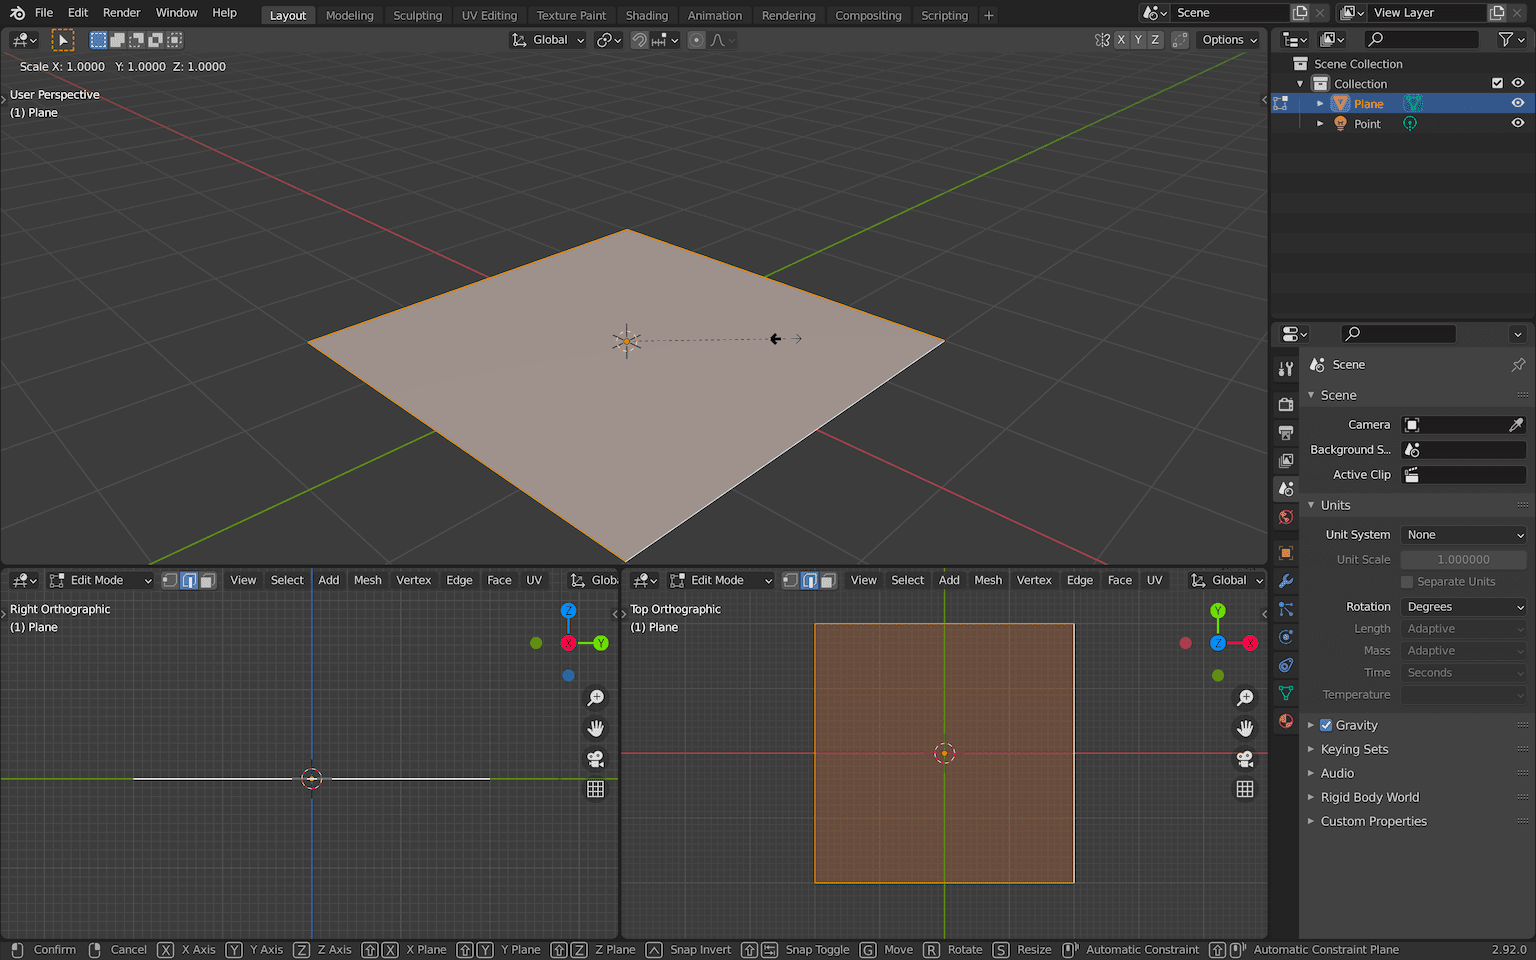 File Edit Render Window Help Layout Modeling Sculpting UV Editing Texture Paint Shading Animation Rendering Compositing Scripting + Scene View Layer
Global X Y Z Options
Scale X: 1.0000 Y: 1.0000 Z: 1.0000
User Perspective
(1) Plane
Scene Collection
Collection
Plane
Point
Scene
Scene
Camera
Background S...
Active Clip
Units
Unit System None
Unit Scale 1.000000
Separate Units
Rotation Degrees
Length Adaptive
Mass Adaptive
Time Seconds
Temperature
Gravity
Keying Sets
Audio
Rigid Body World
Custom Properties
Edit Mode View Select Add Mesh Vertex Edge Face UV Globa
Right Orthographic
(1) Plane
Z
X Y
Edit Mode View Select Add Mesh Vertex Edge Face UV Global
Top Orthographic
(1) Plane
Y
Z X
Confirm Cancel X X Axis Y Y Axis Z Z Axis X X Plane Y Y Plane Z Z Plane Snap Invert Snap Toggle G Move R Rotate S Resize Automatic Constraint Automatic Constraint Plane 2.92.0